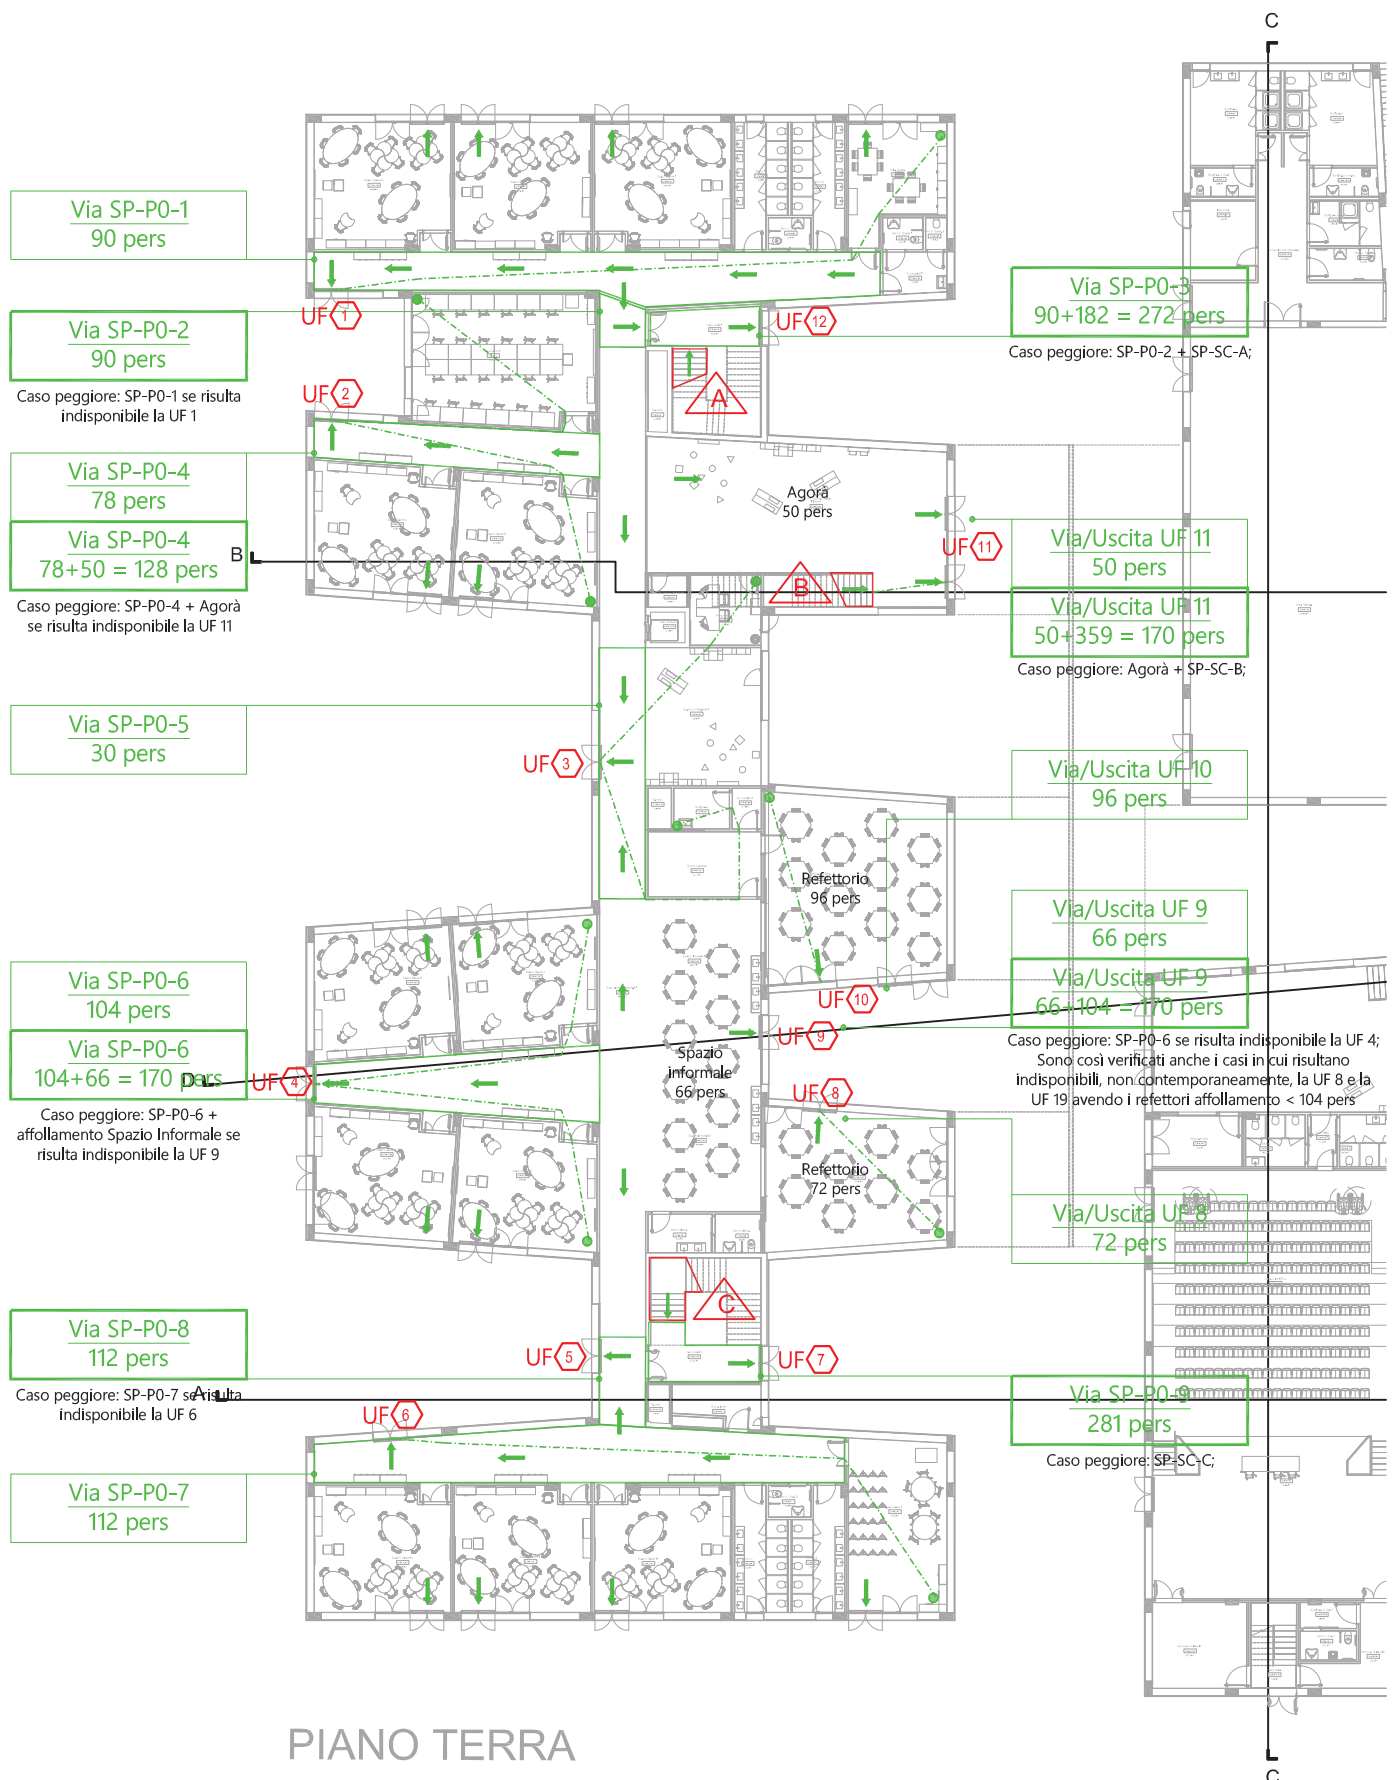 C
Via SP-P0-1
90 pers
UF 1
Via SP-P0-2
90 pers
Caso peggiore: SP-P0-1 se risulta
indisponibile la UF 1
UF 12
Via SP-P0-3
90+182 = 272 pers
Caso peggiore: SP-P0-2 + SP-SC-A;
UF 2
A
Via SP-P0-4
78 pers
Via SP-P0-4
78+50 = 128 pers
Caso peggiore: SP-P0-4 + Agorà
se risulta indisponibile la UF 11
B
Agorà
50 pers
UF 11
B
Via/Uscita UF 11
50 pers
Via/Uscita UF 11
50+359 = 170 pers
Caso peggiore: Agorà + SP-SC-B;
Via SP-P0-5
30 pers
UF 3
Via/Uscita UF 10
96 pers
Refettorio
96 pers
Via/Uscita UF 9
66 pers
Via/Uscita UF 9
66+104 = 170 pers
Caso peggiore: SP-P0-6 se risulta indisponibile la UF 4;
Sono così verificati anche i casi in cui risultano
indisponibili, non contemporaneamente, la UF 8 e la
UF 19 avendo i refettori affollamento < 104 pers
UF 10
UF 9
Via SP-P0-6
104 pers
Via SP-P0-6
104+66 = 170 pers
D
Caso peggiore: SP-P0-6 +
affollamento Spazio Informale se
risulta indisponibile la UF 9
UF 4
Spazio
informale
66 pers
UF 8
Refettorio
72 pers
Via/Uscita UF 8
72 pers
C
Via SP-P0-8
112 pers
Caso peggiore: SP-P0-7 se risulta
indisponibile la UF 6
A
UF 5
UF 7
UF 6
Via SP-P0-9
281 pers
Caso peggiore: SP-SC-C;
Via SP-P0-7
112 pers
PIANO TERRA
C